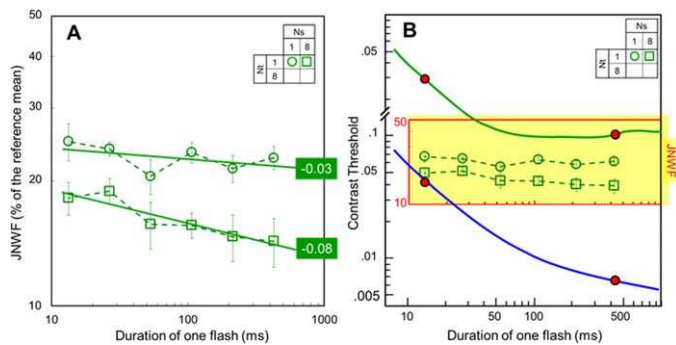 A
Ns
1 8
Nt
1
8
50
30
20
10
JNWF (% of the reference mean)
-0.03
-0.08
10
100
1000
Duration of one flash (ms)
B
Ns
1 8
Nt
1
8
.05
.1
.05
.01
.005
Contrast Threshold
50
10
JNWF
10
50
100
500
Duration of one flash (ms)